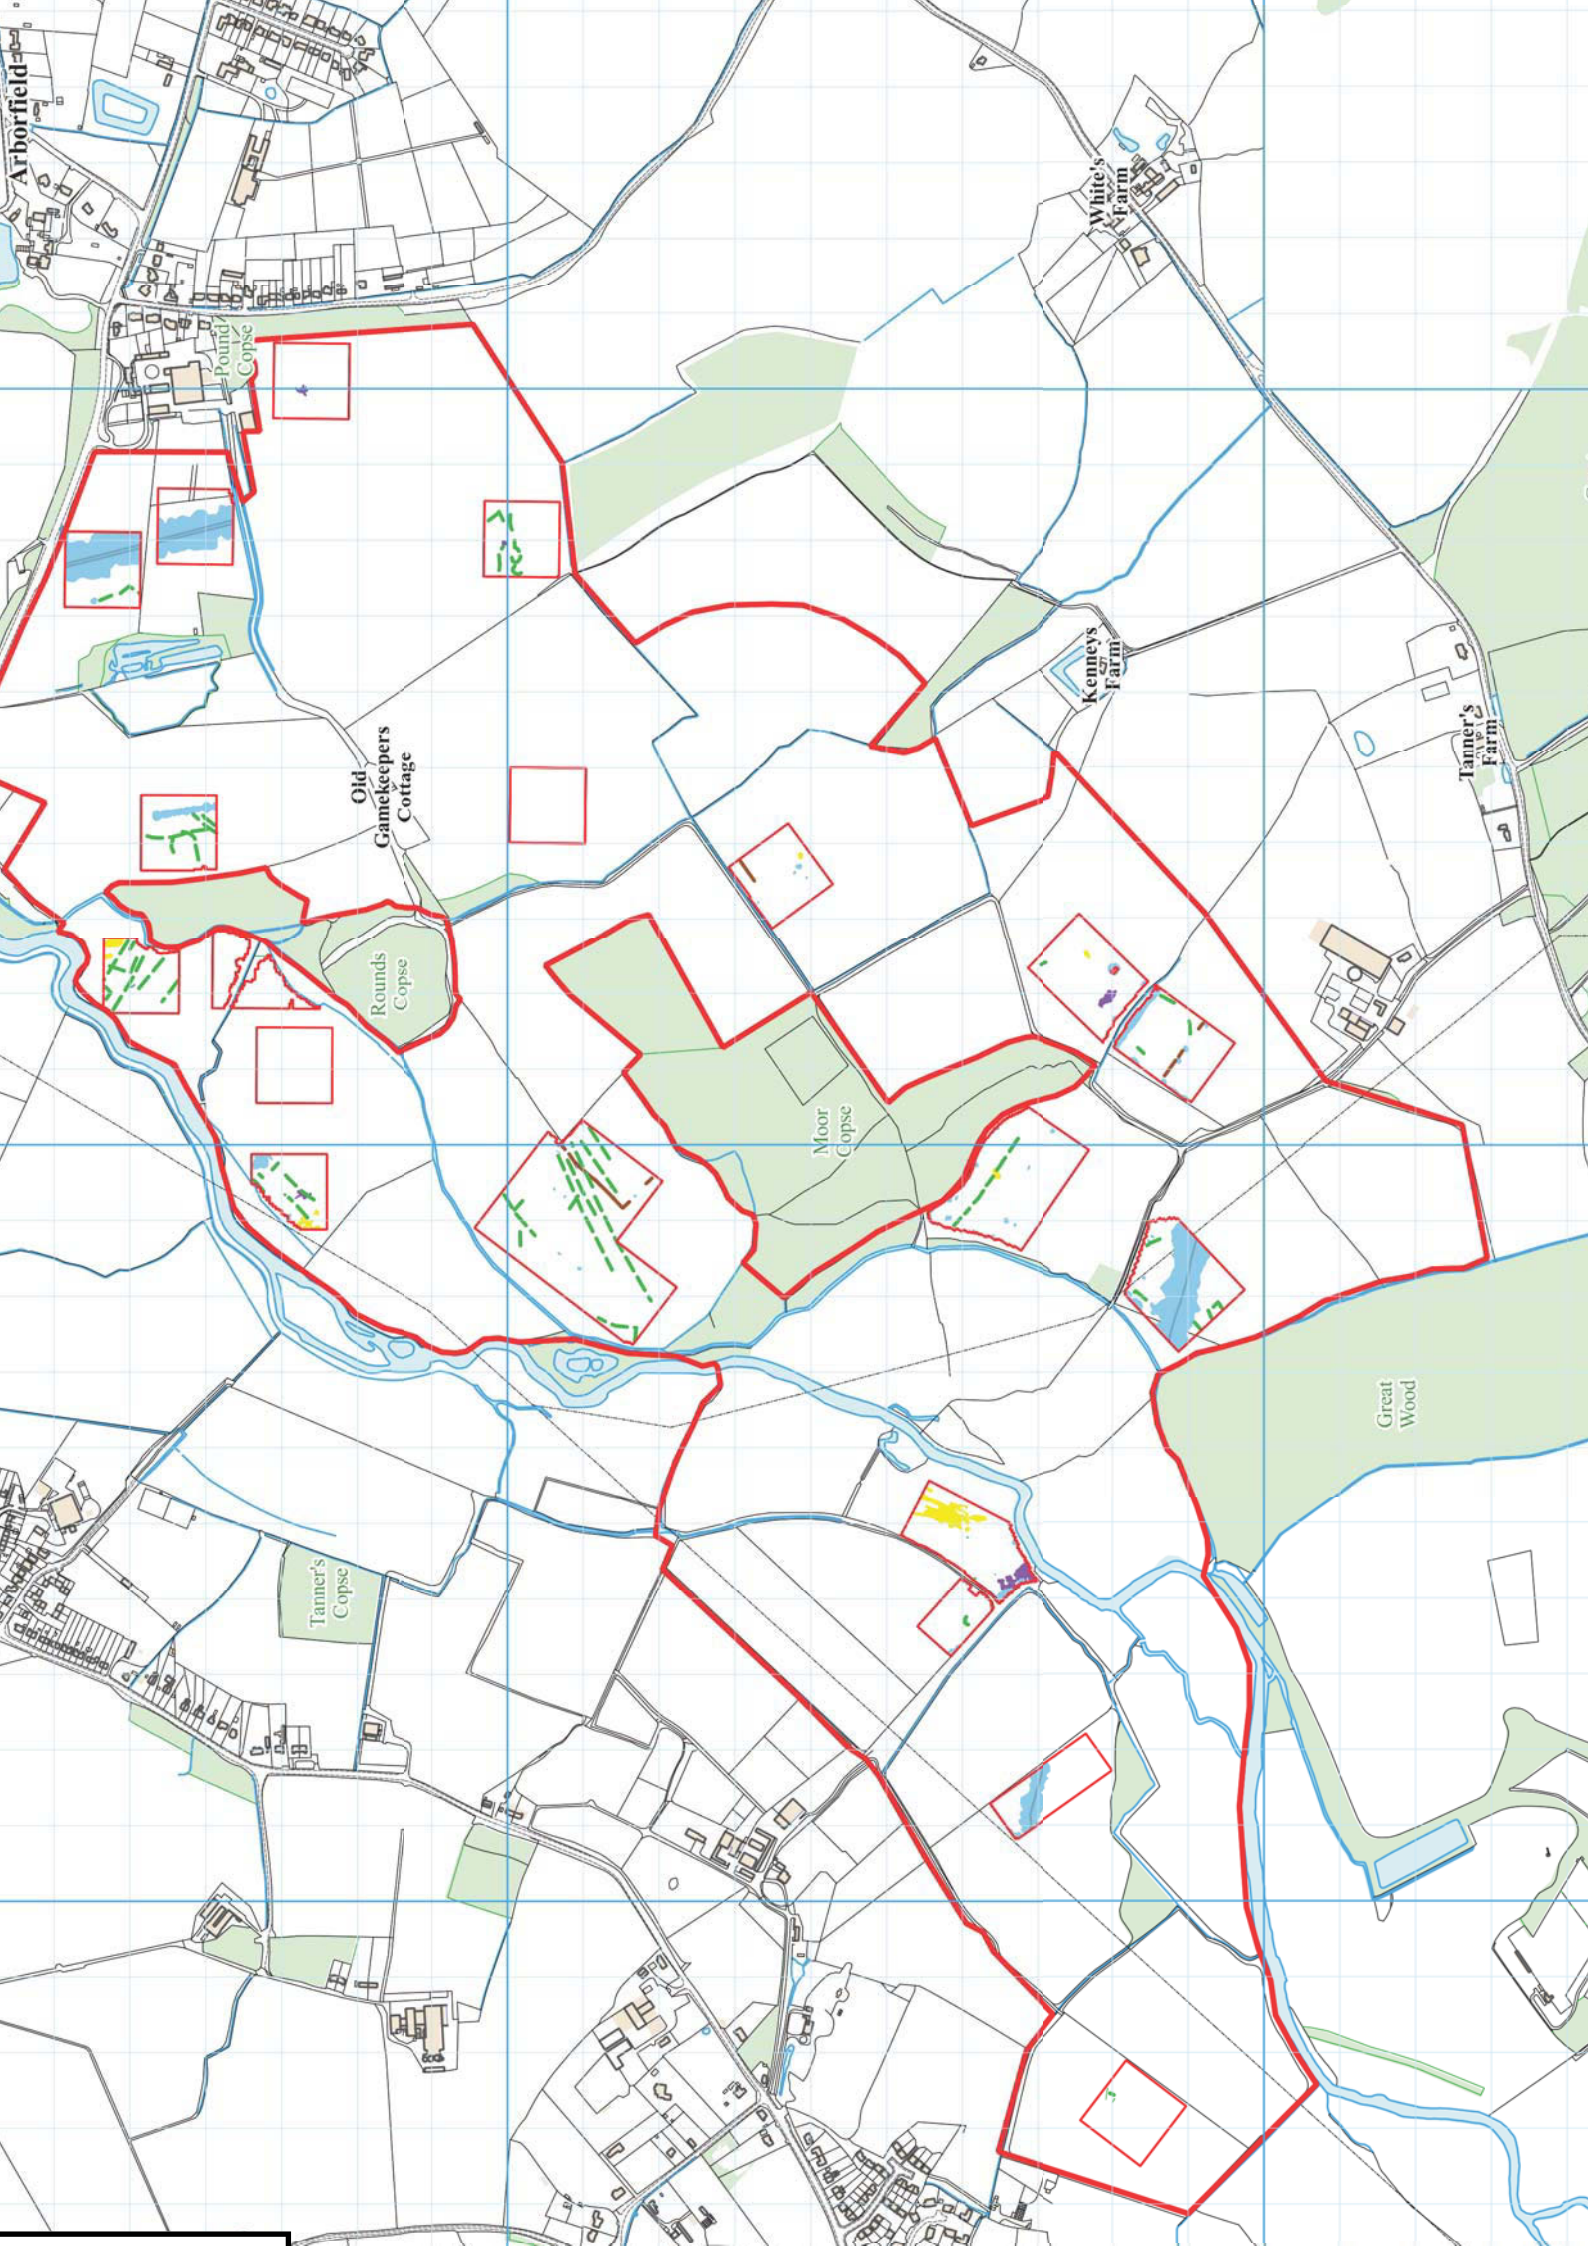 Arborfield
Pound
Copse
White's
Farm
Kenneys
Farm
Tanner's
Farm
Old
Gamekeepers
Cottage
Rounds
Copse
Moor
Copse
Great
Wood
Tanner's
Copse